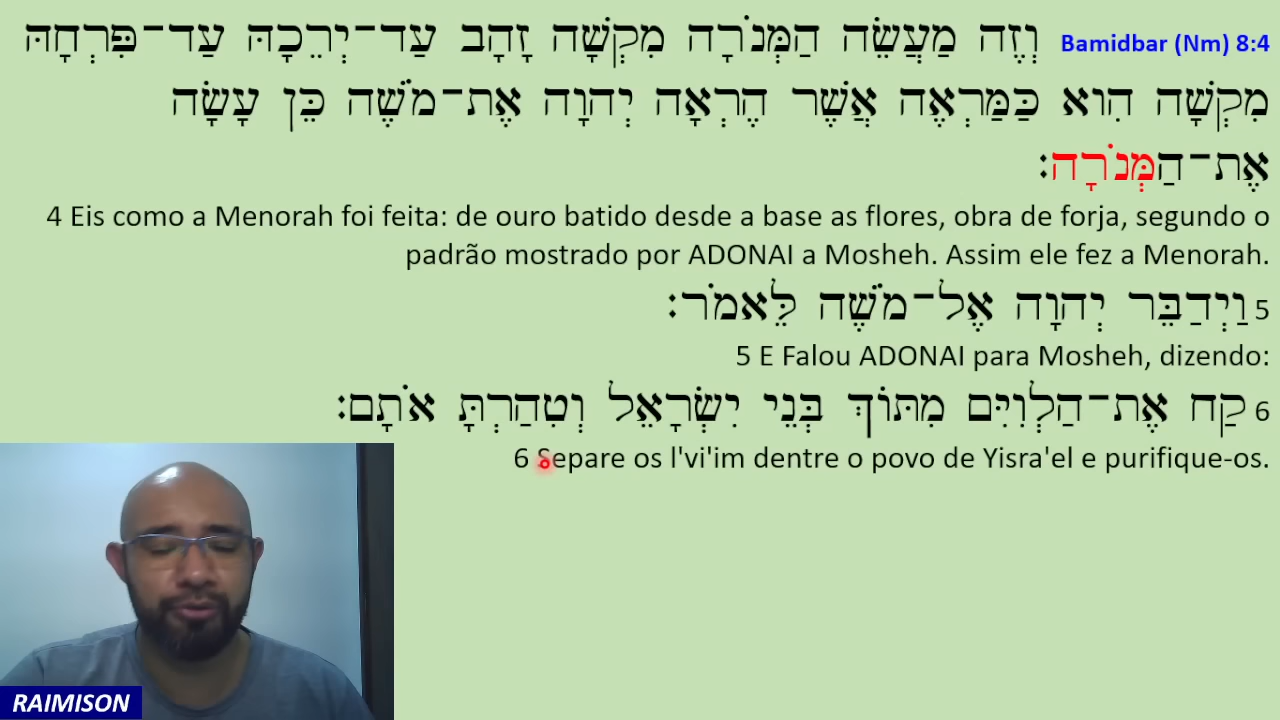 Bamidbar (Nm) 8:4 וְזֶה מַעֲשֵׂה הַמְּנֹרָה מִקְשָׁה זָהָב עַד־יְרֵכָהּ עַד־פִּרְחָהּ
מִקְשָׁה הִוא כַּמַּרְאֶה אֲשֶׁר הֶרְאָה יְהוָה אֶת־מֹשֶׁה כֵּן עָשָׂה
אֶת־הַמְּנֹרָה׃
4 Eis como a Menorah foi feita: de ouro batido desde a base as flores, obra de forja, segundo o
padrão mostrado por ADONAI a Mosheh. Assim ele fez a Menorah.
5 וַיְדַבֵּר יְהוָה אֶל־מֹשֶׁה לֵּאמֹר׃
5 E Falou ADONAI para Mosheh, dizendo:
6 קַח אֶת־הַלְוִיִּם מִתּוֹךְ בְּנֵי יִשְׂרָאֵל וְטִהַרְתָּ אֹתָם׃
6 Separe os l'vi'im dentre o povo de Yisra'el e purifique-os.
RAIMISON